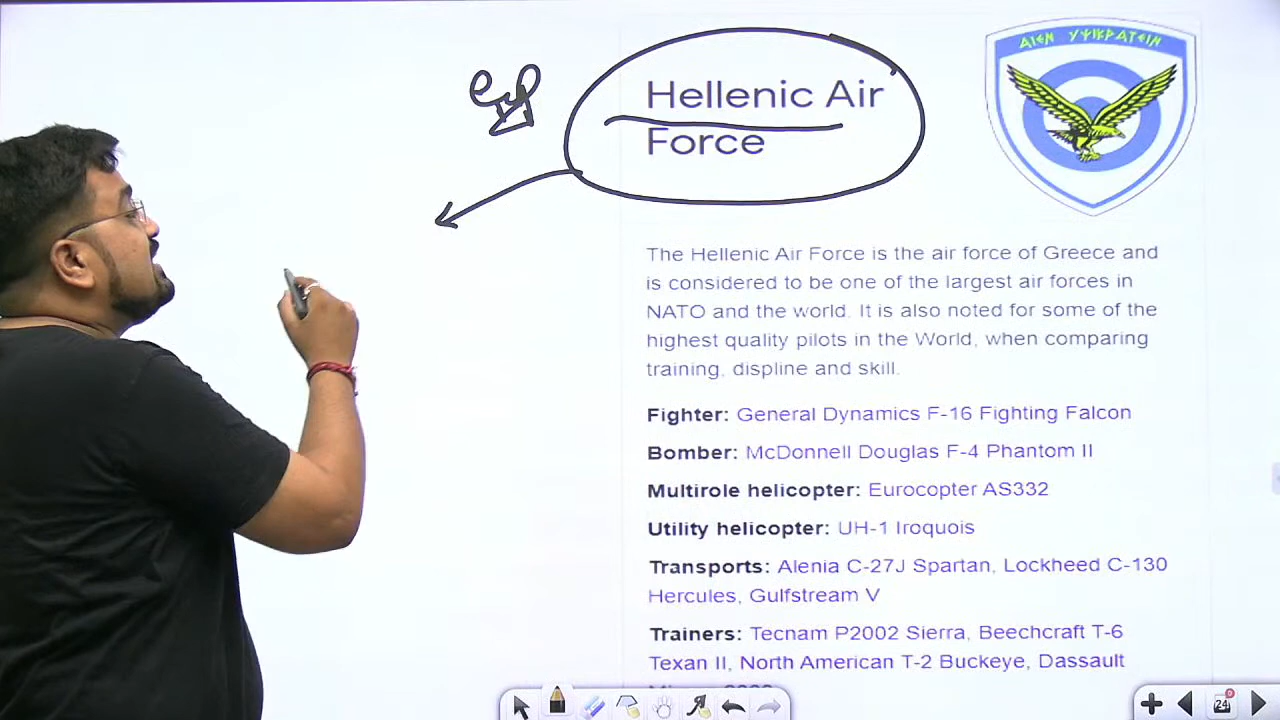 ΑΙΕΝ ΥΨΙΚΡΑΤΕΙΝ
Hellenic Air
Force
The Hellenic Air Force is the air force of Greece and
is considered to be one of the largest air forces in
NATO and the world. It is also noted for some of the
highest quality pilots in the World, when comparing
training, displine and skill.
Fighter: General Dynamics F-16 Fighting Falcon
Bomber: McDonnell Douglas F-4 Phantom II
Multirole helicopter: Eurocopter AS332
Utility helicopter: UH-1 Iroquois
Transports: Alenia C-27J Spartan, Lockheed C-130
Hercules, Gulfstream V
Trainers: Tecnam P2002 Sierra, Beechcraft T-6
Texan II, North American T-2 Buckeye, Dassault
24